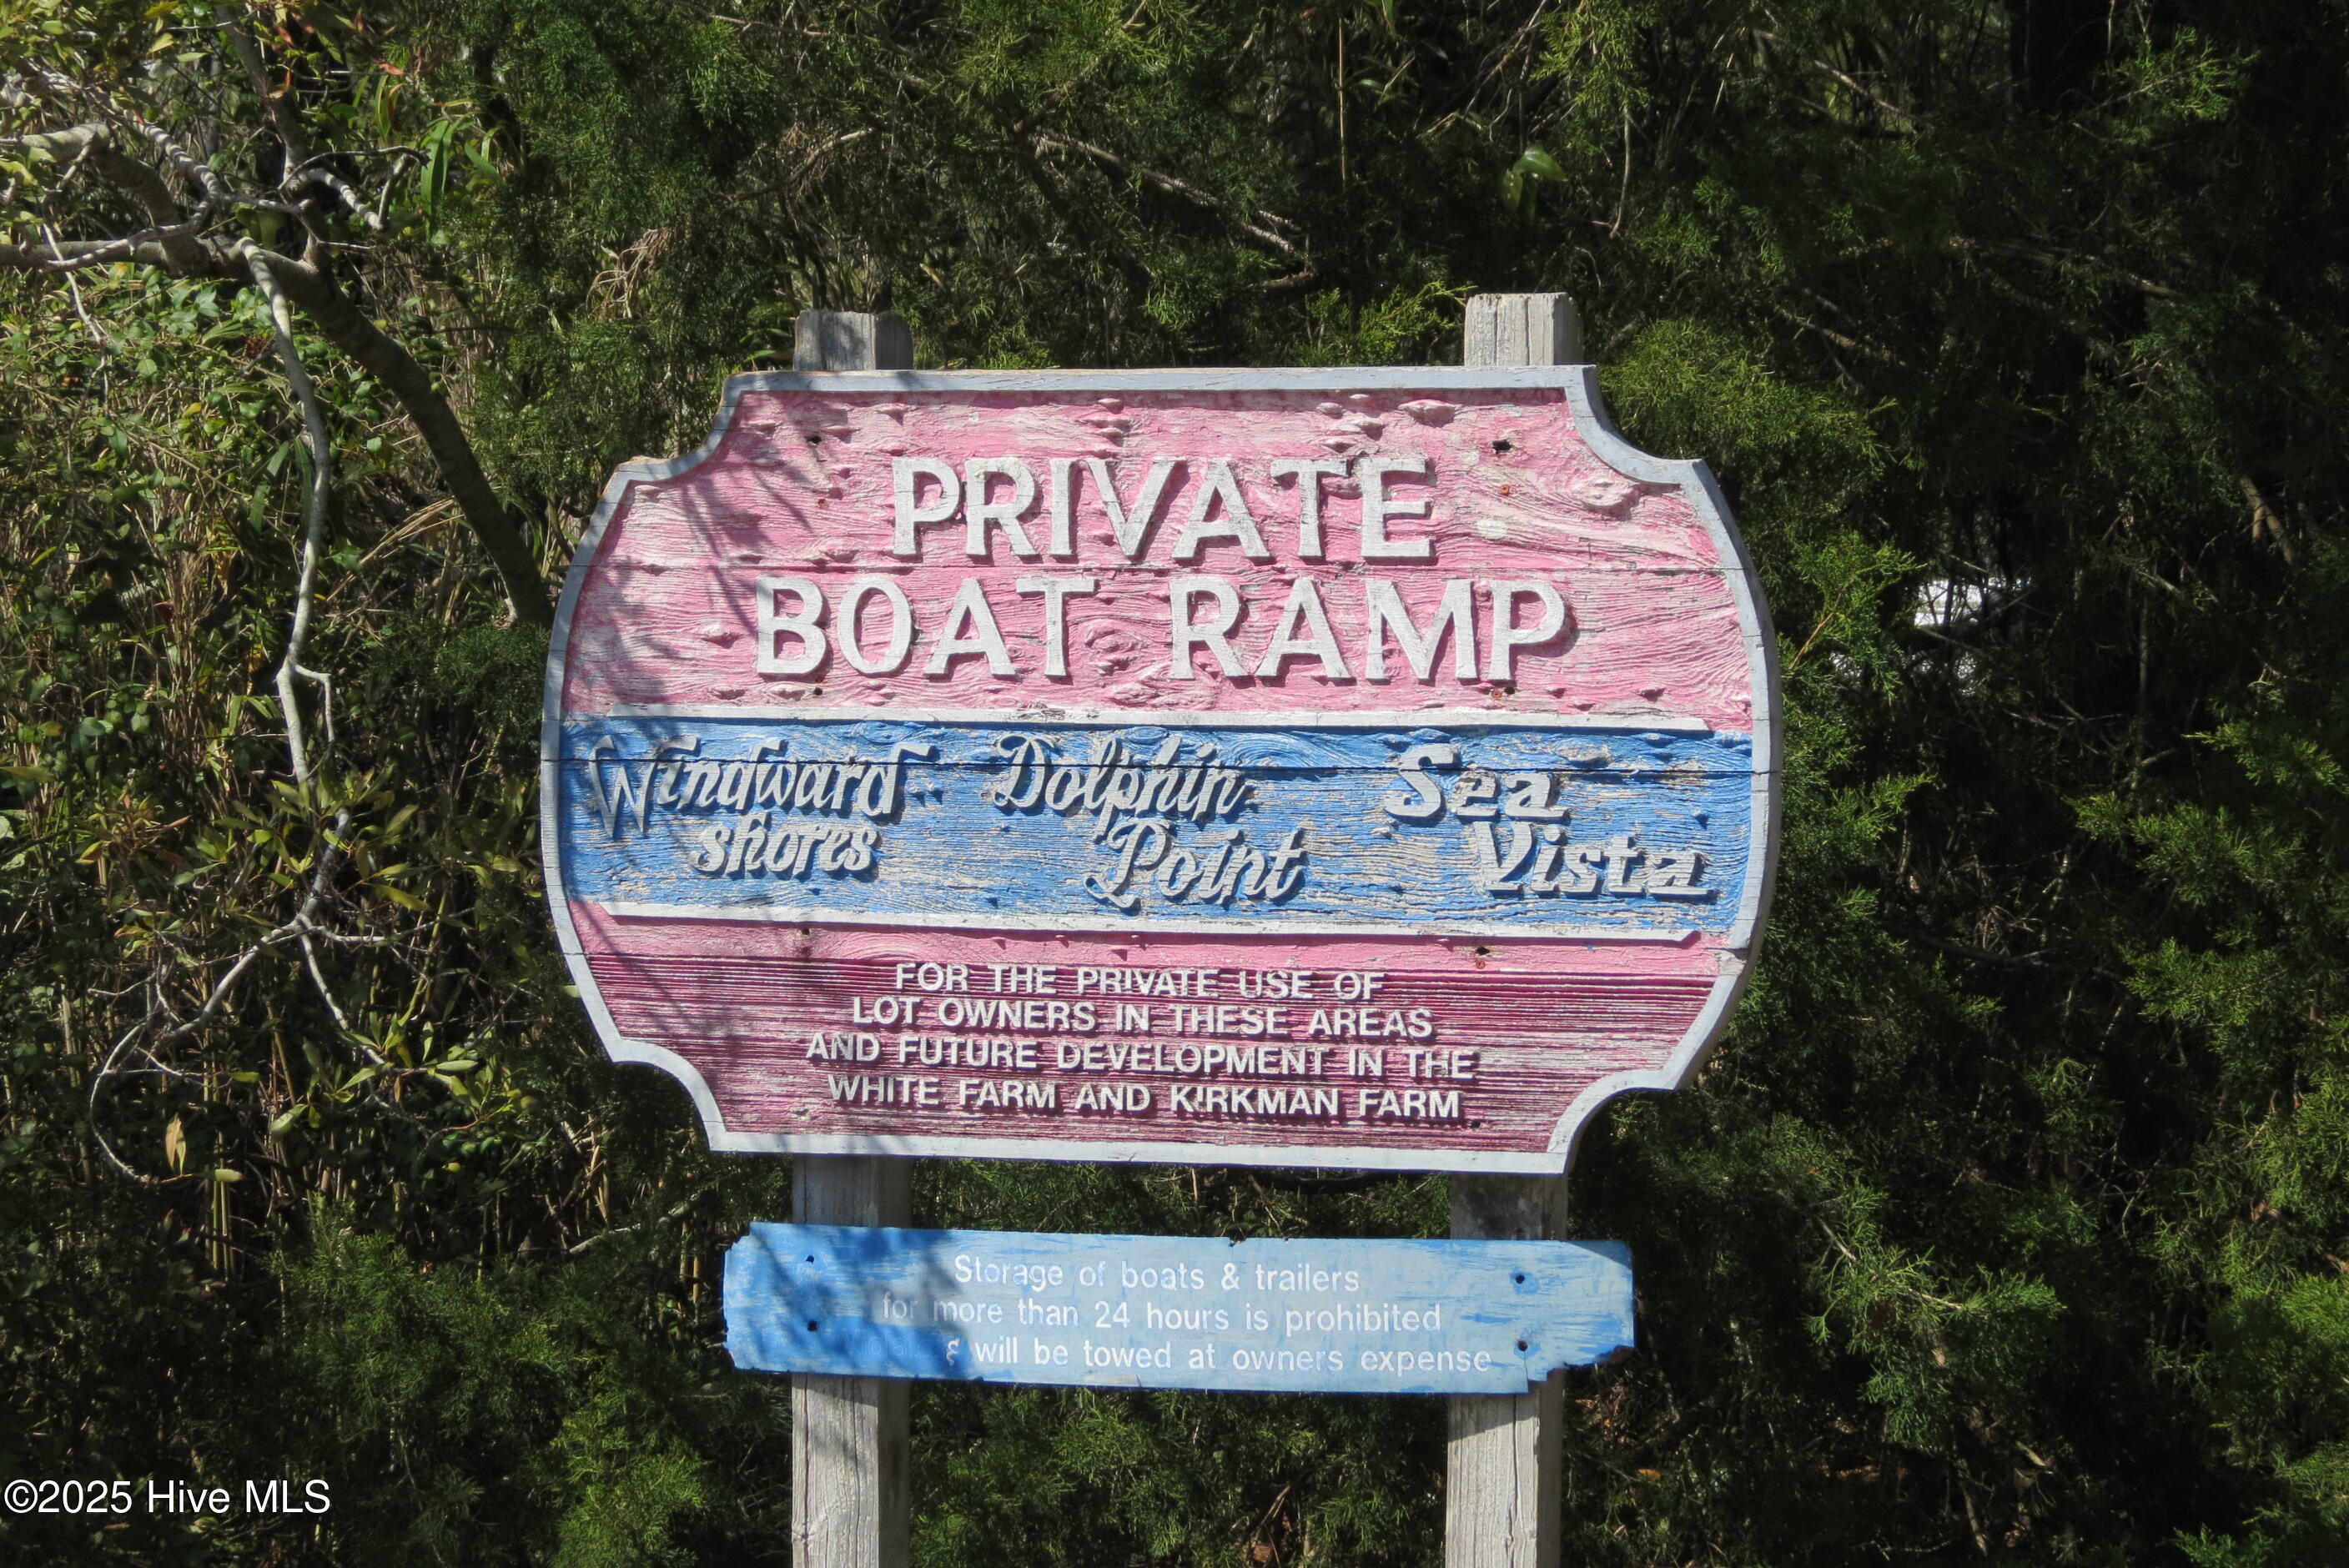 PRIVATE
BOAT RAMP
Windward Dolphin Sea
shores Point Vista
FOR THE PRIVATE USE OF
LOT OWNERS IN THESE AREAS
AND FUTURE DEVELOPMENT IN THE
WHITE FARM AND KIRKMAN FARM
Storage of boats & trailers
for more than 24 hours is prohibited
& will be towed at owners expense
©2025 Hive MLS